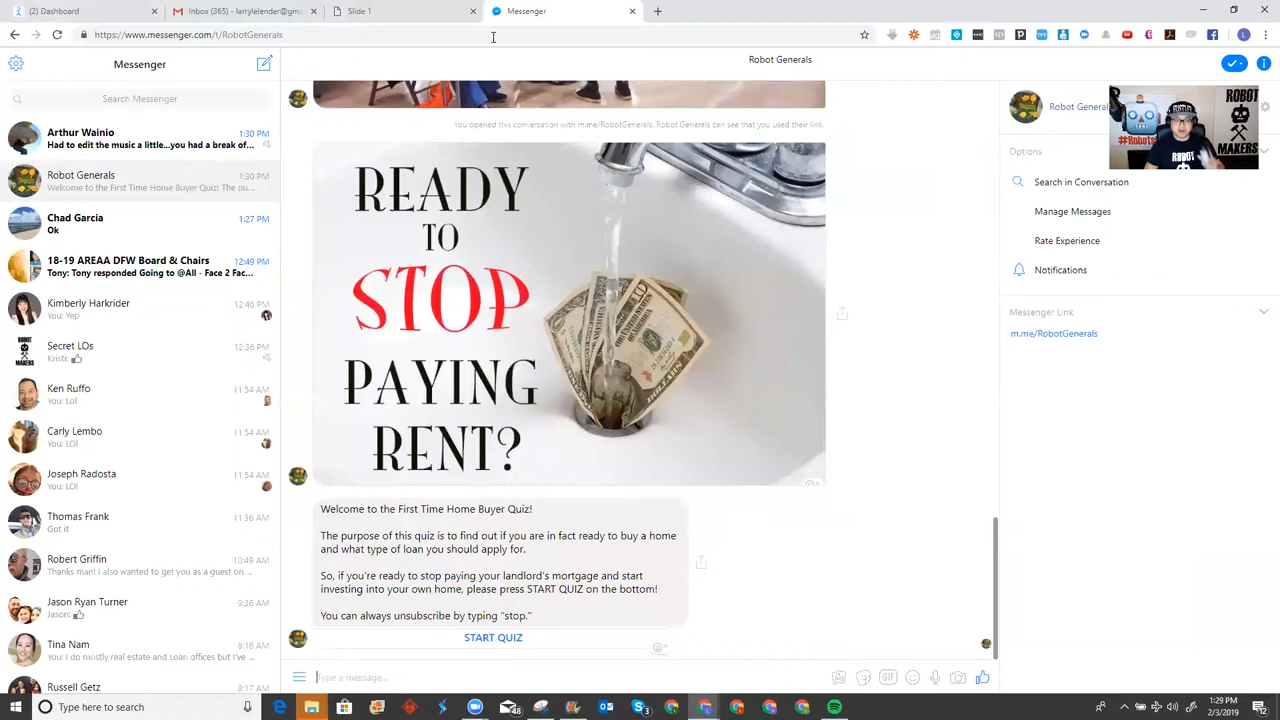 (2) Dashboard
Inbox (365) - larrylender@gm
Slide 1
Messenger
https://www.messenger.com/t/RobotGenerals
Messenger
Robot Generals
Search Messenger
Arthur Wainio 1:30 PM
Had to edit the music a little...you had a break of...
Robot Generals 1:30 PM
Welcome to the First Time Home Buyer Quiz! The pu...
Chad Garcia 1:27 PM
Ok
18-19 AREAA DFW Board & Chairs 12:49 PM
Tony: Tony responded Going to @All - Face 2 Fac...
Kimberly Harkrider 12:46 PM
You: Yep
Secret LOs 12:36 PM
Kristi:
Ken Ruffo 11:54 AM
You: Lol
Carly Lembo 11:54 AM
You: LOl
Joseph Radosta 11:54 AM
You: LOl
Thomas Frank 11:36 AM
Got it
Robert Griffin 10:49 AM
Thanks man! I also wanted to get you as a guest on ...
Jason Ryan Turner 9:36 AM
Jason:
Tina Nam 8:18 AM
You: I do mostly real estate and Loan offices but I've ...
Russell Getz 8:17 AM
You opened this conversation with m.me/RobotGenerals. Robot Generals can see that you used their link.
READY
TO
STOP
PAYING
RENT?
Welcome to the First Time Home Buyer Quiz!
The purpose of this quiz is to find out if you are in fact ready to buy a home
and what type of loan you should apply for.
So, if you're ready to stop paying your landlord's mortgage and start
investing into your own home, please press START QUIZ on the bottom!
You can always unsubscribe by typing "stop."
START QUIZ
Type a message...
GIF
Robot General
ROBOT
MAKERS
#Robots
ROBOT
Options
Search in Conversation
Manage Messages
Rate Experience
Notifications
Messenger Link
m.me/RobotGenerals
Type here to search
1:29 PM
2/3/2019